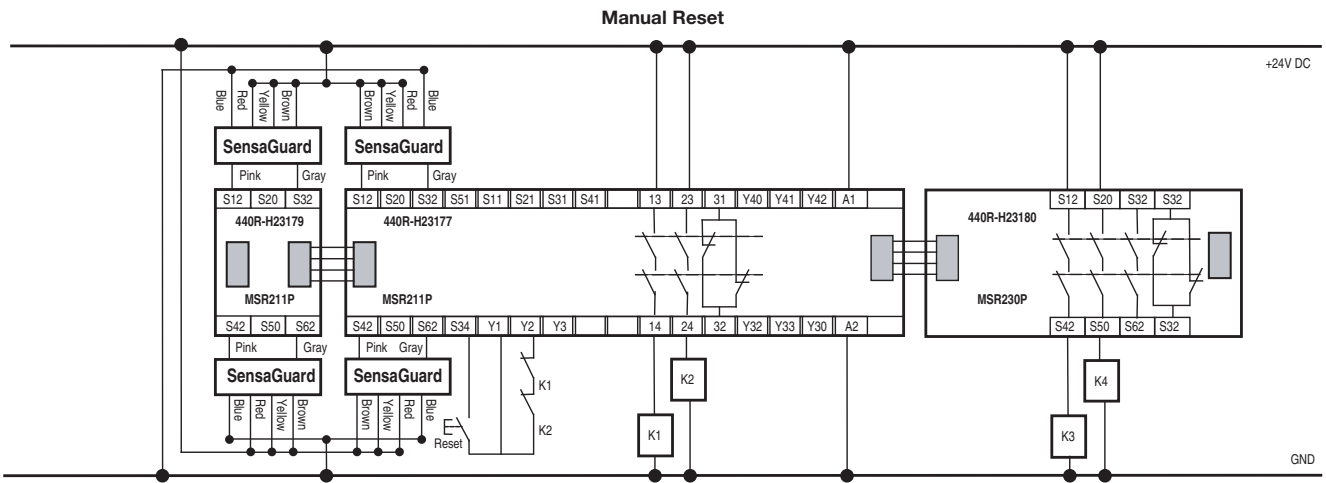 Manual Reset
+24V DC
Blue Red Yellow Brown Brown Yellow Red Blue
SensaGuard SensaGuard
Pink Gray Pink Gray
S12 S20 S32 S12 S20 S32 S51 S11 S21 S31 S41 13 23 31 Y40 Y41 Y42 A1 S12 S20 S32 S32
440R-H23179 440R-H23177 440R-H23180
MSR211P MSR211P MSR230P
S42 S50 S62 S42 S50 S62 S34 Y1 Y2 Y3 14 24 32 Y32 Y33 Y30 A2 S42 S50 S62 S32
Pink Gray Pink Gray
SensaGuard SensaGuard
K1 K2 K4
Blue Red Yellow Brown Brown Yellow Red Blue
K2 K1 K3
Reset
GND